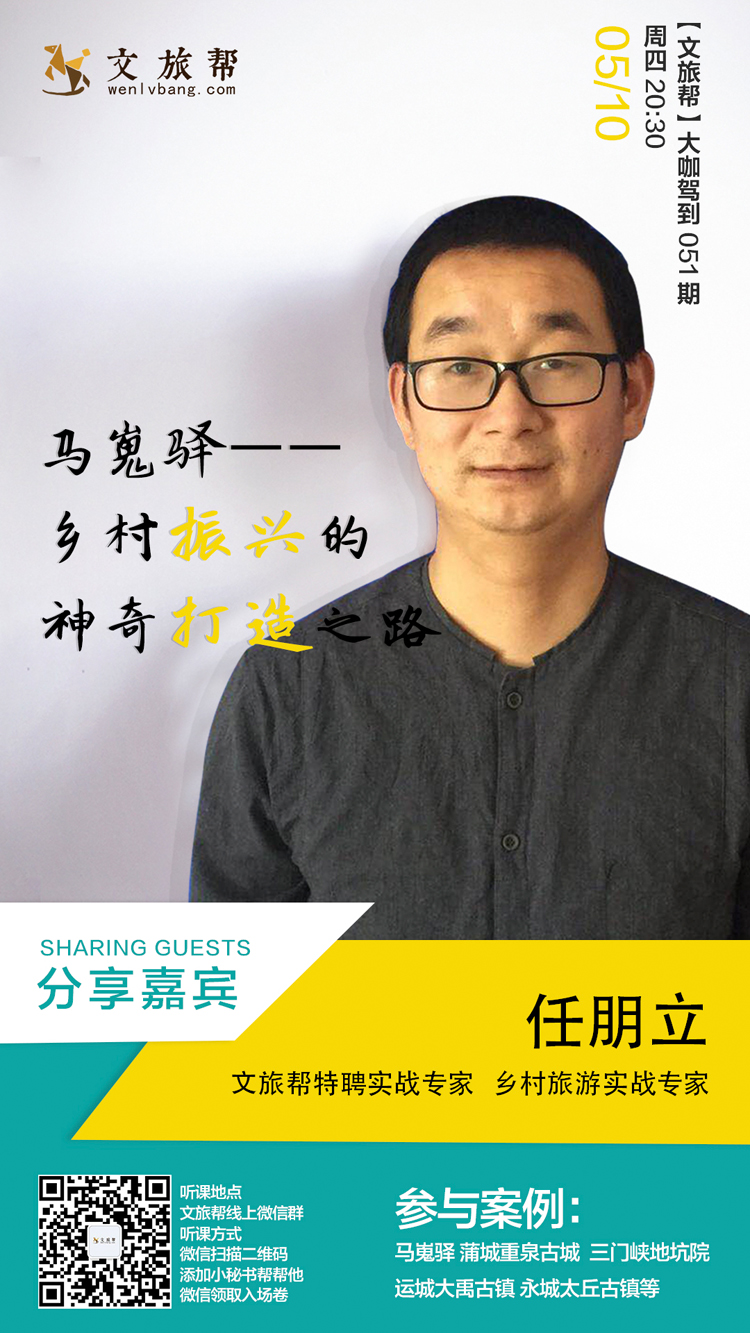 文旅帮
wenlvbang.com
【文旅帮】大咖驾到 051 期
周四 20:30
05/10
马嵬驿——
乡村振兴的
神奇打造之路
SHARING GUESTS
分享嘉宾
任朋立
文旅帮特聘实战专家 乡村旅游实战专家
听课地点
文旅帮线上微信群
听课方式
微信扫描二维码
添加小秘书帮帮他
微信领取入场卷
文旅帮
参与案例：
马嵬驿 蒲城重泉古城 三门峡地坑院
运城大禹古镇 永城太丘古镇等